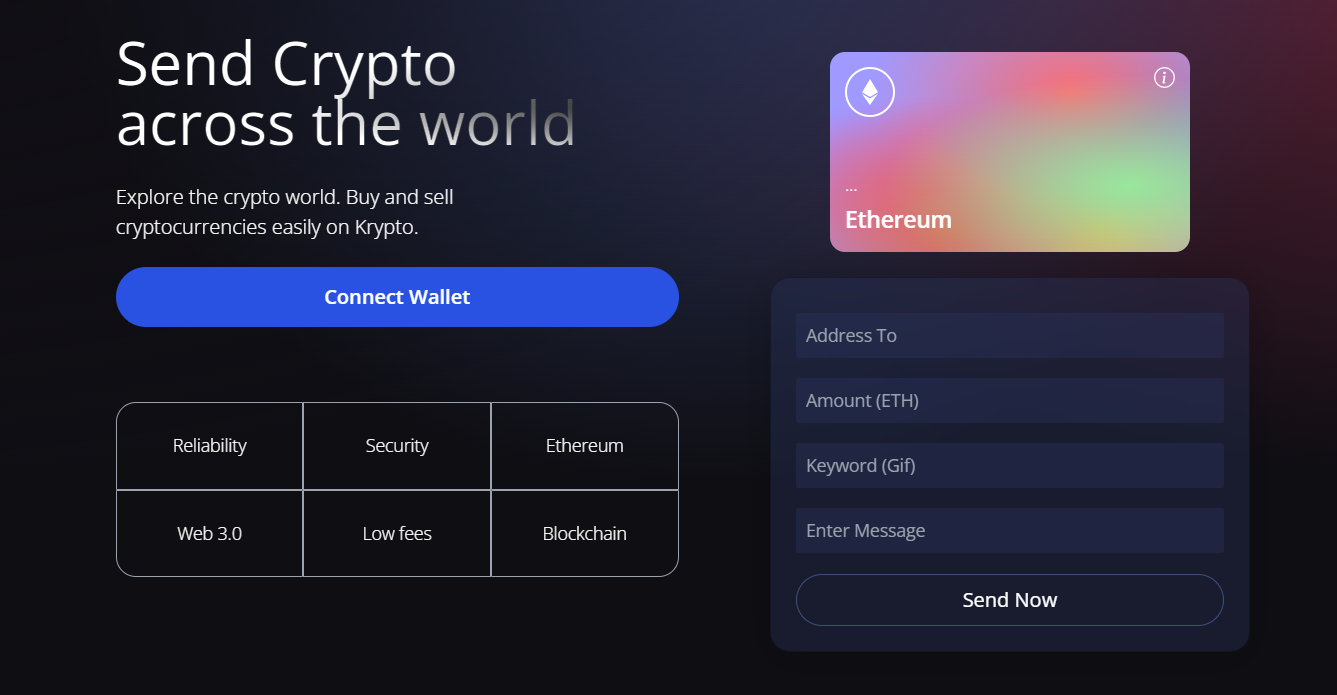 Send Crypto
across the world
Explore the crypto world. Buy and sell
cryptocurrencies easily on Krypto.
Connect Wallet
Reliability
Security
Ethereum
Web 3.0
Low fees
Blockchain
i
...
Ethereum
Address To
Amount (ETH)
Keyword (Gif)
Enter Message
Send Now